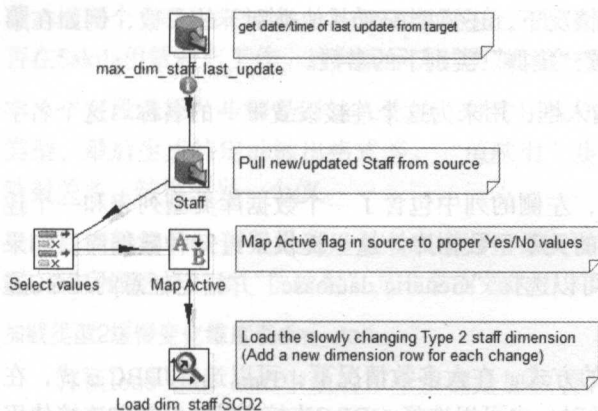 get date/time of last update from target
max_dim_staff_last_update
Pull new/updated Staff from source
Staff
Map Active flag in source to proper Yes/No values
Select values
Map Active
Load the slowly changing Type 2 staff dimension
(Add a new dimension row for each change)
Load dim_staff SCD2